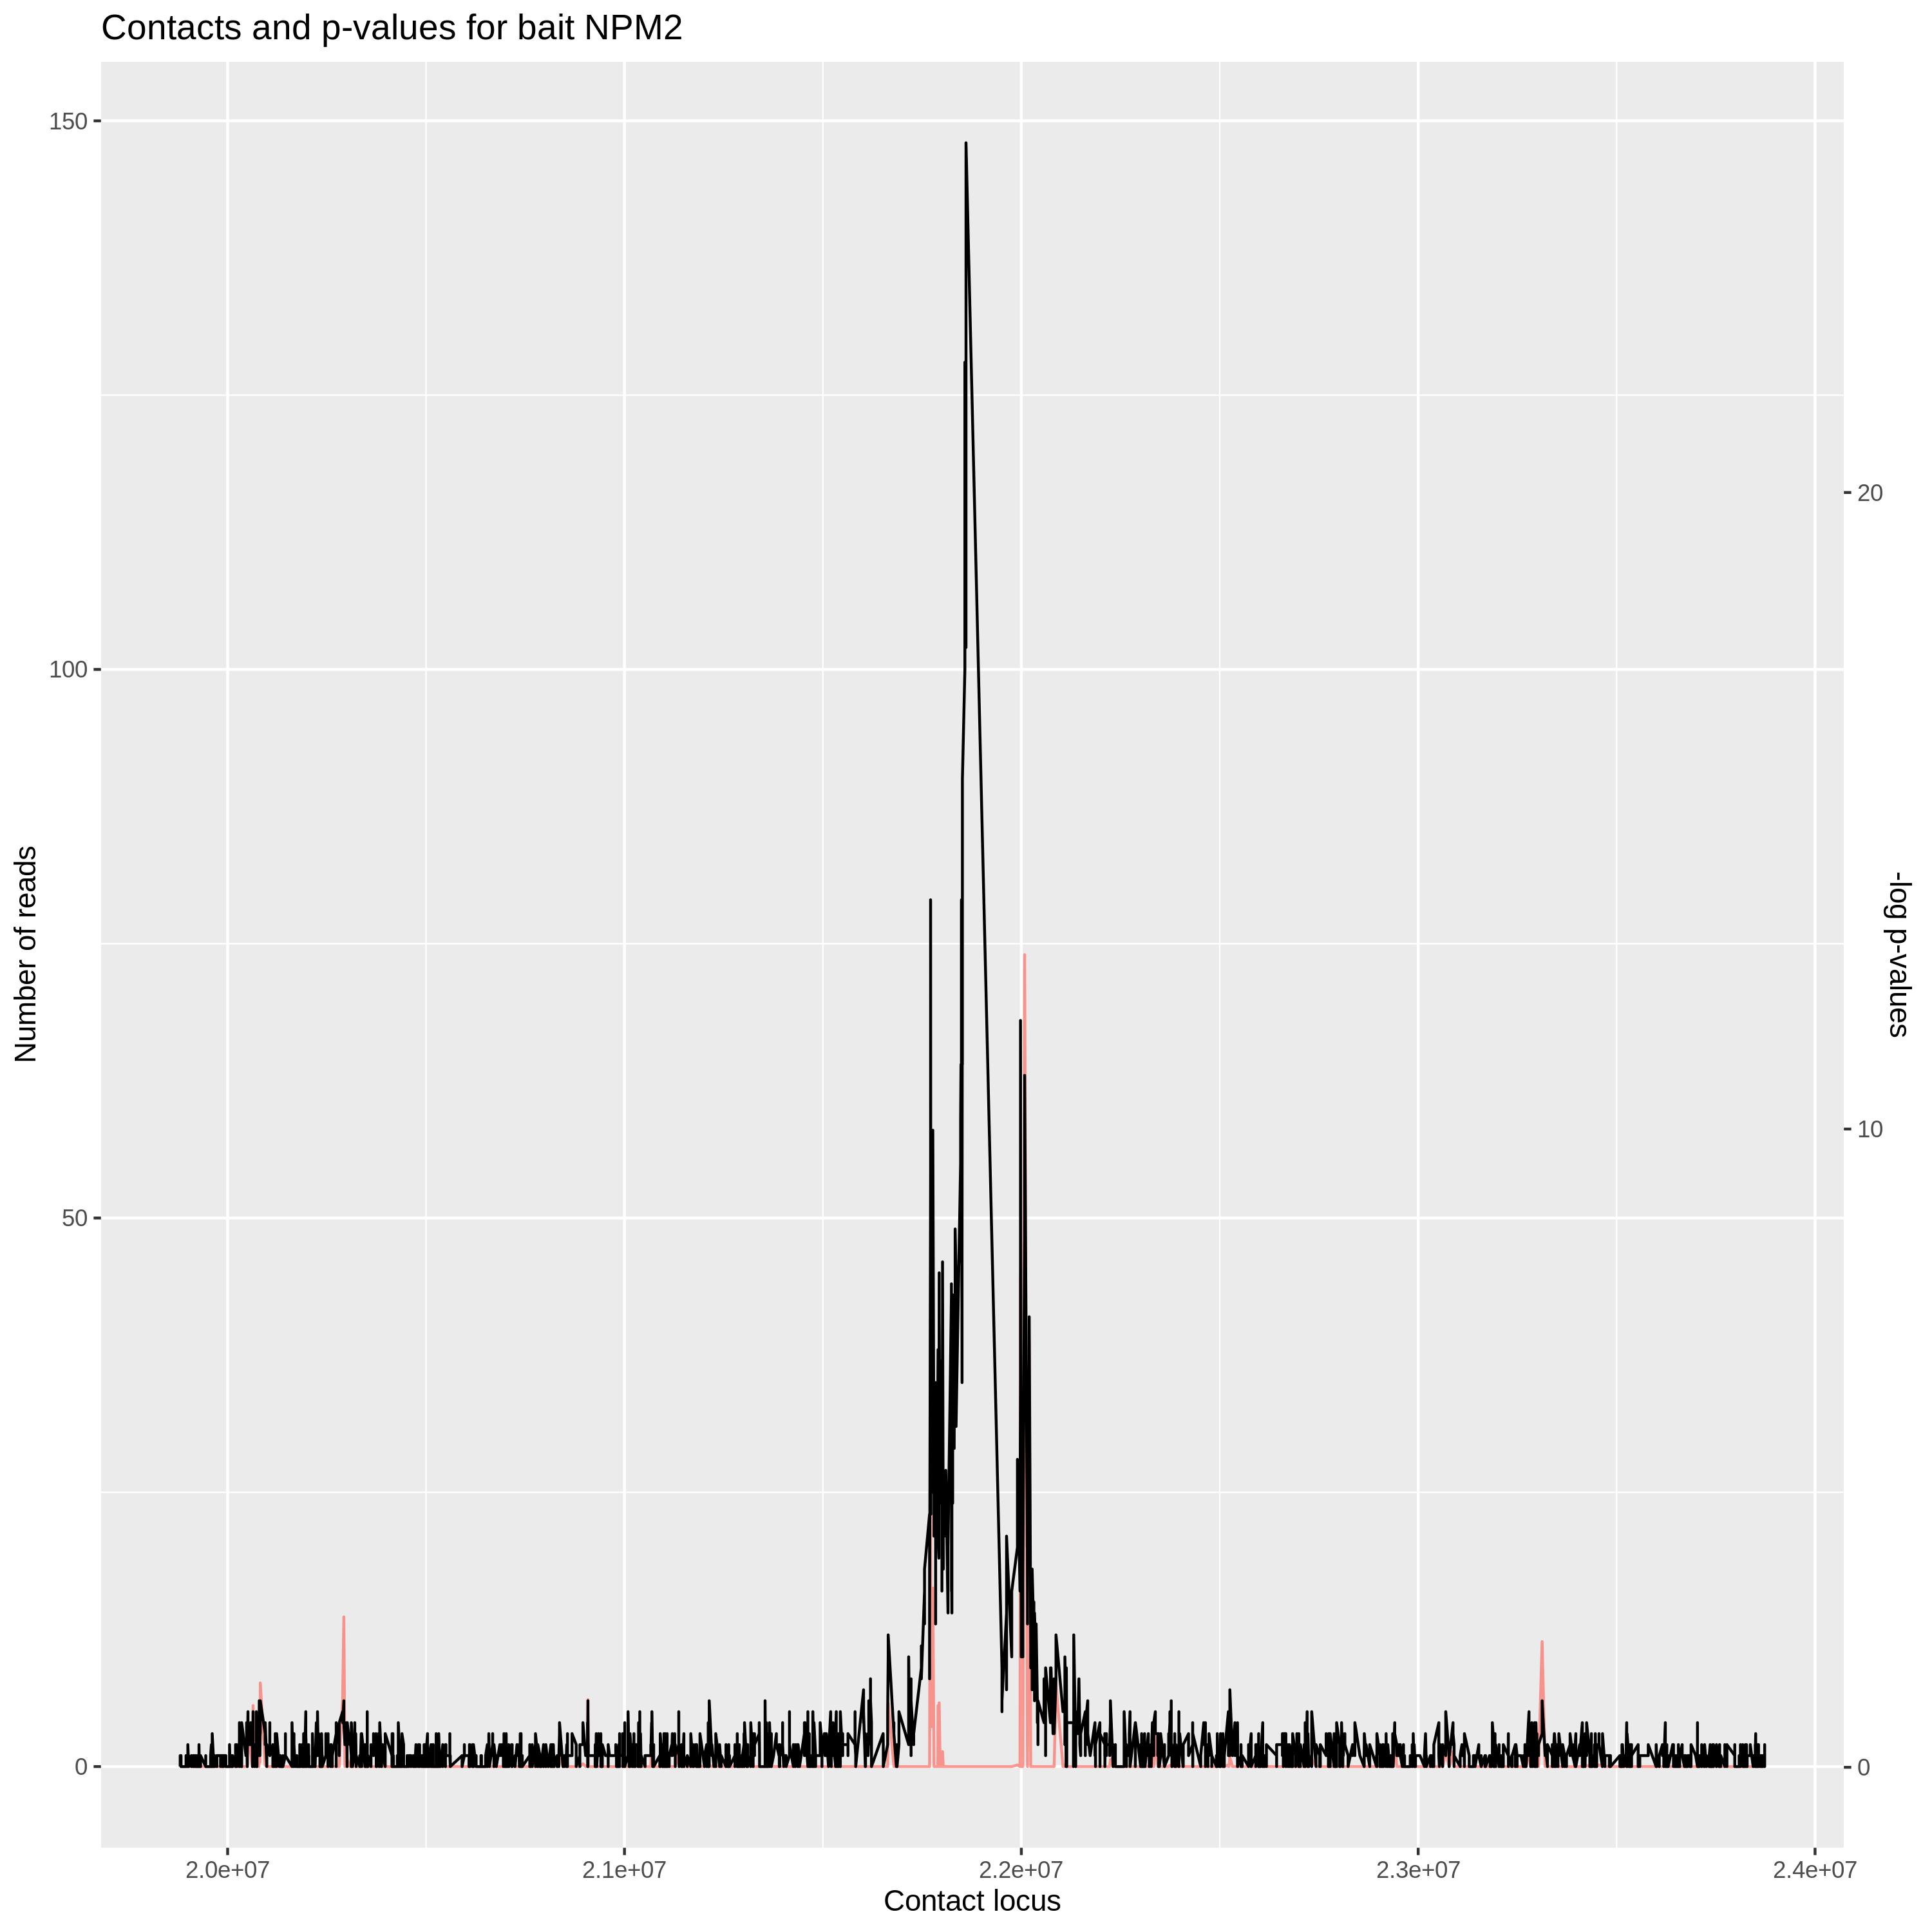 Contacts and p-values for bait NPM2
150
100
50
0
Number of reads
20
10
0
-log p-values
2.0e+07
2.1e+07
2.2e+07
2.3e+07
2.4e+07
Contact locus